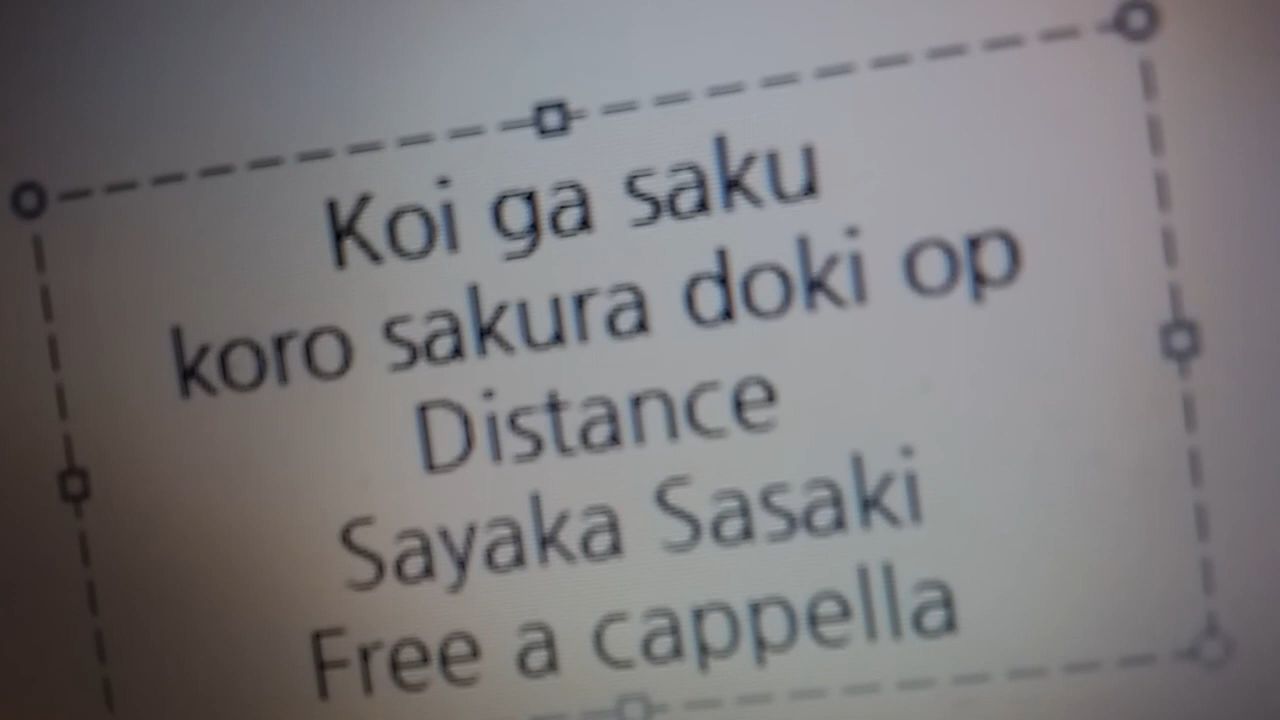 Koi ga saku
koro sakura doki op
Distance
Sayaka Sasaki
Free a cappella